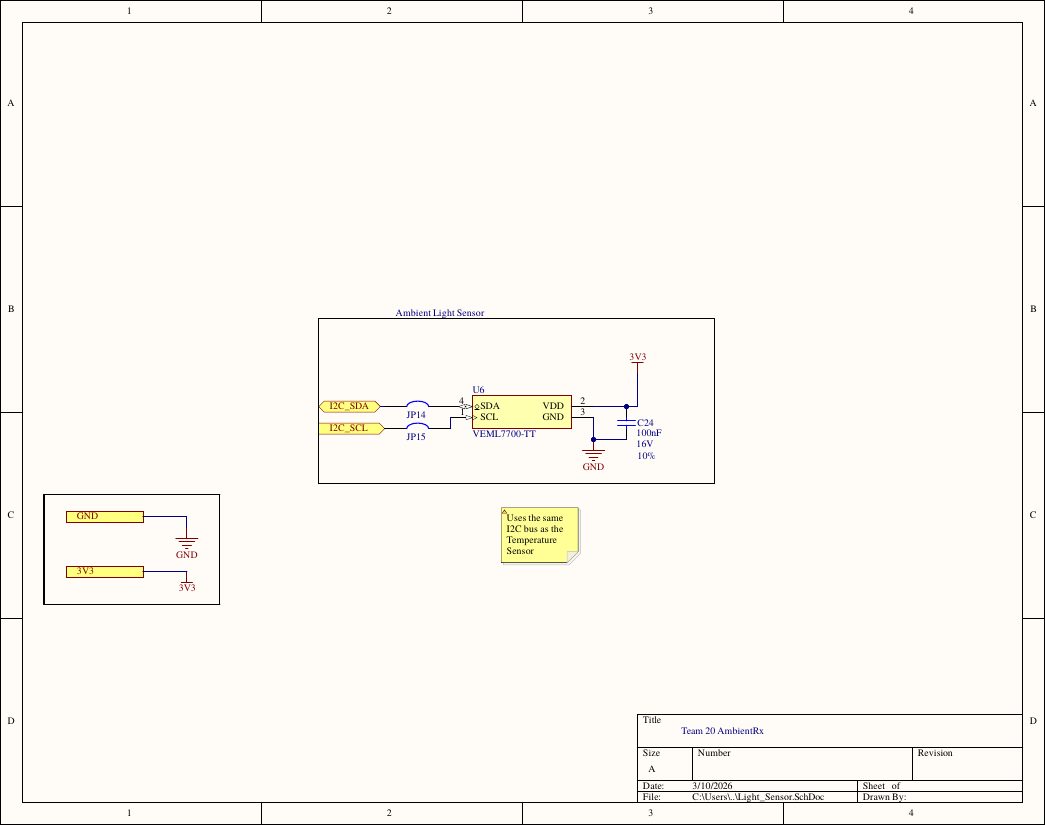 1 2 3 4
A A
B B
Ambient Light Sensor
3V3
U6
I2C_SDA 4 SDA VDD 2
JP14 1 SCL GND 3
I2C_SCL C24
JP15 VEML7700-TT 100nF
16V
10%
GND
C C
GND
GND
3V3
3V3
Uses the same
I2C bus as the
Temperature
Sensor
D D
Title
Team 20 AmbientRx
Size Number Revision
A
Date: 3/10/2026 Sheet of
File: C:\Users\..\Light_Sensor.SchDoc Drawn By:
1 2 3 4